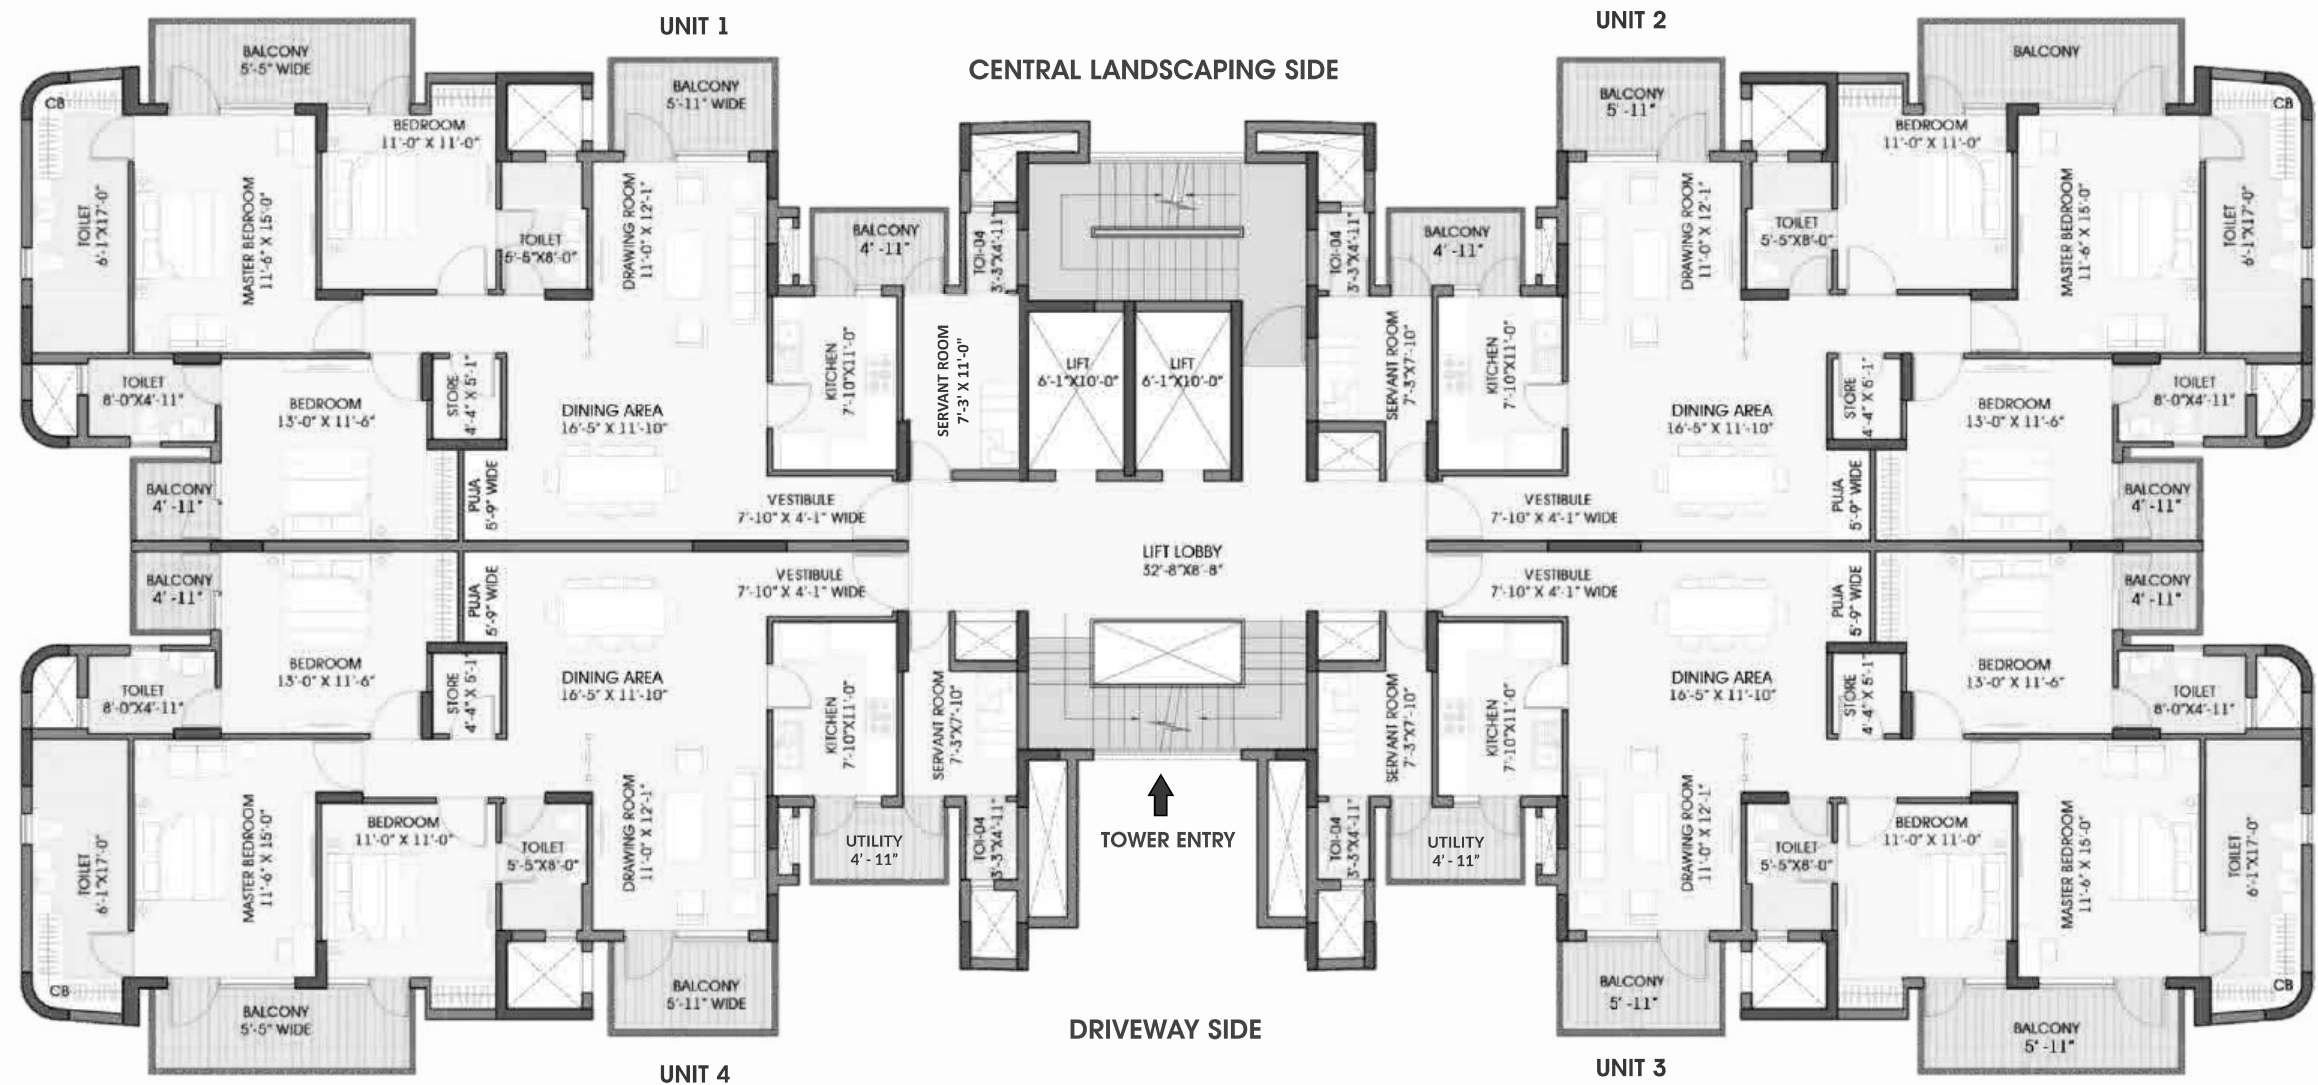 UNIT 1
UNIT 2
CENTRAL LANDSCAPING SIDE
BALCONY
5'-5" WIDE
BALCONY
5'-11" WIDE
CB
BEDROOM
11'-0" X 11'-0"
TOILET
6'-1"X17'-0"
MASTER BEDROOM
11'-6" X 15'-0"
TOILET
5'-5"X8'-0"
DRAWING ROOM
11'-0" X 12'-1"
BALCONY
4' -11"
TOI-04
3'-3"X4'-11"
TOILET
8'-0"X4'-11"
BEDROOM
13'-0" X 11'-6"
STORE
4'-4" X 5'-1"
DINING AREA
16'-5" X 11'-10"
KITCHEN
7'-10"X11'-0"
SERVANT ROOM
7'-3' X 11'-0"
LIFT
6'-1"X10'-0"
LIFT
6'-1"X10'-0"
BALCONY
4' -11"
PUJA
5'-9" WIDE
VESTIBULE
7'-10" X 4'-1" WIDE
BALCONY
5' -11"
BALCONY
BEDROOM
11'-0" X 11'-0"
CB
DRAWING ROOM
11'-0" X 12'-1"
TOILET
5'-5"X8'-0"
MASTER BEDROOM
11'-6" X 15'-0"
TOILET
6'-1"X17'-0"
TOI-04
3'-3"X4'-11"
BALCONY
4' -11"
SERVANT ROOM
7'-3"X7'-10"
KITCHEN
7'-10"X11'-0"
DINING AREA
16'-5" X 11'-10"
STORE
4'-4" X 5'-1"
BEDROOM
13'-0" X 11'-6"
TOILET
8'-0"X4'-11"
VESTIBULE
7'-10" X 4'-1" WIDE
PUJA
5'-9" WIDE
BALCONY
4' -11"
LIFT LOBBY
32'-8"X8'-8"
BALCONY
4' -11"
PUJA
5'-9" WIDE
VESTIBULE
7'-10" X 4'-1" WIDE
TOILET
8'-0"X4'-11"
BEDROOM
13'-0" X 11'-6"
STORE
4'-4" X 5'-1"
DINING AREA
16'-5" X 11'-10"
KITCHEN
7'-10"X11'-0"
SERVANT ROOM
7'-3"X7'-10"
TOILET
6'-1"X17'-0"
MASTER BEDROOM
11'-6" X 15'-0"
BEDROOM
11'-0" X 11'-0"
TOILET
5'-5"X8'-0"
DRAWING ROOM
11'-0" X 12'-1"
UTILITY
4' - 11"
TOI-04
3'-3"X4'-11"
TOWER ENTRY
CB
BALCONY
5'-5" WIDE
BALCONY
5'-11" WIDE
VESTIBULE
7'-10" X 4'-1" WIDE
PUJA
5'-9" WIDE
BALCONY
4' -11"
SERVANT ROOM
7'-3"X7'-10"
KITCHEN
7'-10"X11'-0"
DINING AREA
16'-5" X 11'-10"
STORE
4'-4" X 5'-1"
BEDROOM
13'-0" X 11'-6"
TOILET
8'-0"X4'-11"
TOI-04
3'-3"X4'-11"
UTILITY
4' - 11"
DRAWING ROOM
11'-0" X 12'-1"
TOILET
5'-5"X8'-0"
BEDROOM
11'-0" X 11'-0"
MASTER BEDROOM
11'-6" X 15'-0"
TOILET
6'-1"X17'-0"
CB
BALCONY
5' -11"
BALCONY
5' -11"
DRIVEWAY SIDE
UNIT 4
UNIT 3